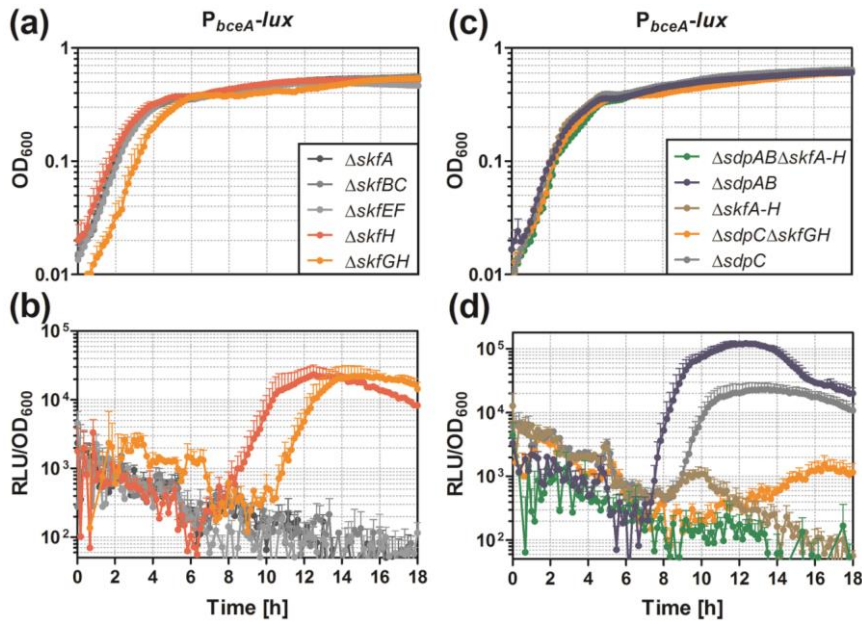 (a)
P_bceA-lux
OD600
1
0.1
0.01
ΔskfA
ΔskfBC
ΔskfEF
ΔskfH
ΔskfGH
(b)
RLU/OD600
10^5
10^4
10^3
10^2
0 2 4 6 8 10 12 14 16 18
Time [h]
(c)
P_bceA-lux
OD600
1
0.1
0.01
ΔsdpABΔskfA-H
ΔsdpAB
ΔskfA-H
ΔsdpCΔskfGH
ΔsdpC
(d)
RLU/OD600
10^5
10^4
10^3
10^2
0 2 4 6 8 10 12 14 16 18
Time [h]